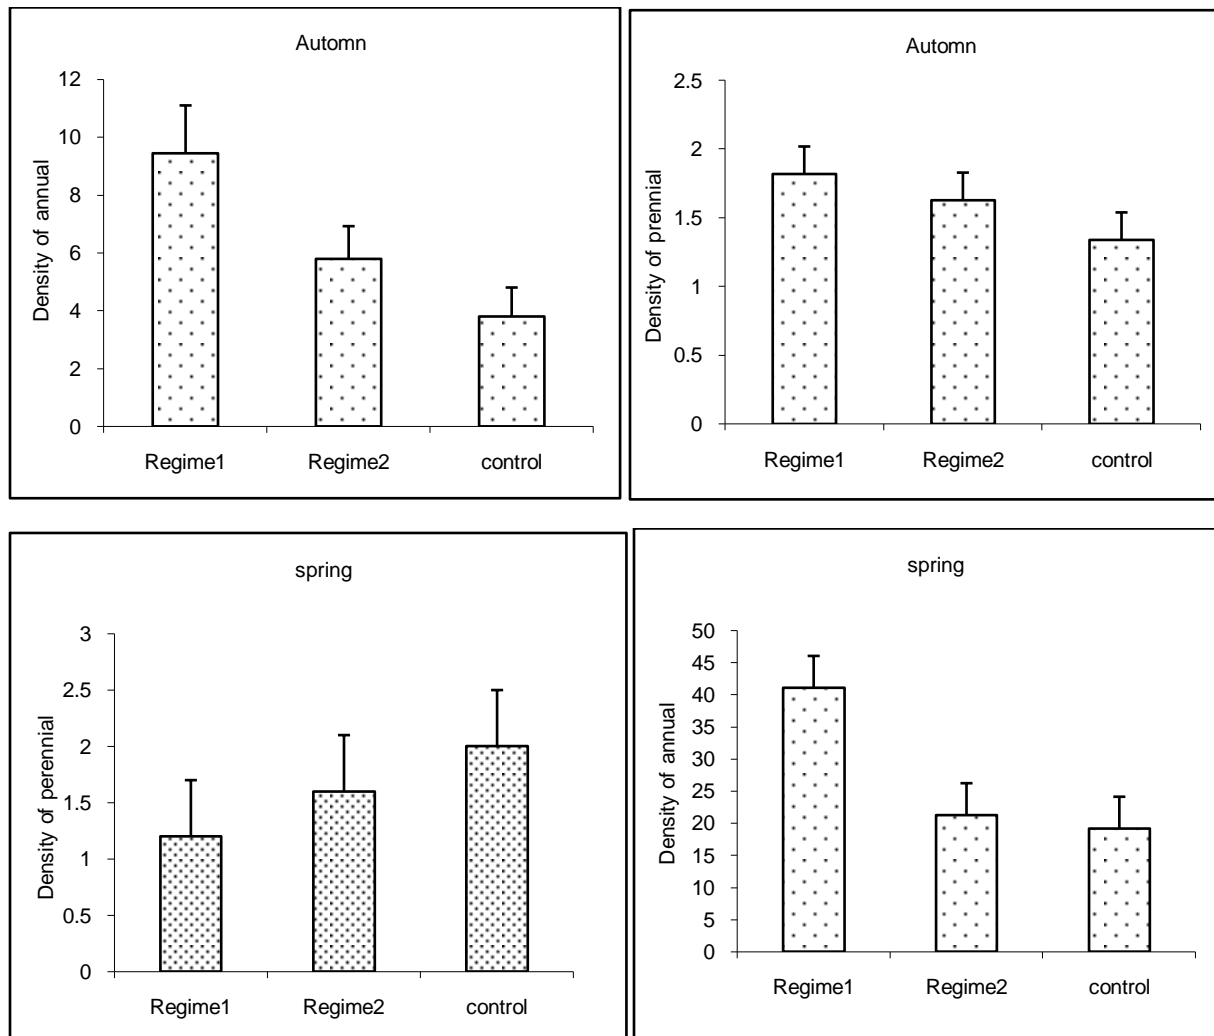 Automn
Density of annual
12
10
8
6
4
2
0
Regime1 Regime2 control
Automn
Density of prennial
2.5
2
1.5
1
0.5
0
Regime1 Regime2 control
spring
Density of perennial
3
2.5
2
1.5
1
0.5
0
Regime1 Regime2 control
spring
Density of annual
50
45
40
35
30
25
20
15
10
5
0
Regime1 Regime2 control